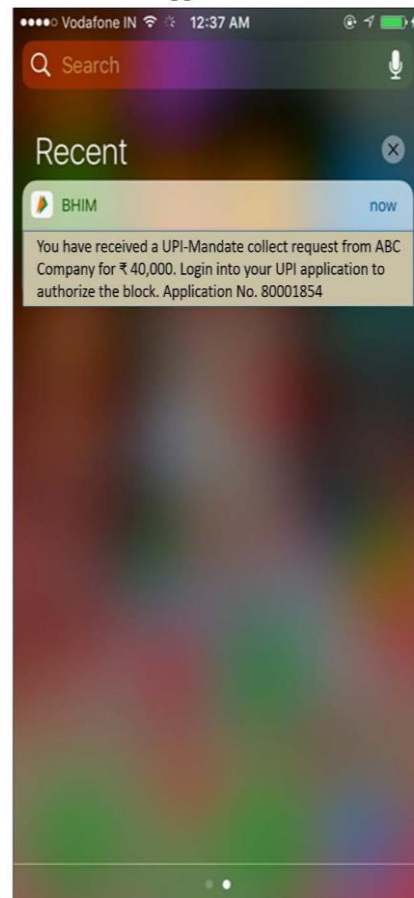 Vodafone IN 12:37 AM
Search
Recent
BHIM now
You have received a UPI-Mandate collect request from ABC
Company for ₹ 40,000. Login into your UPI application to
authorize the block. Application No. 80001854